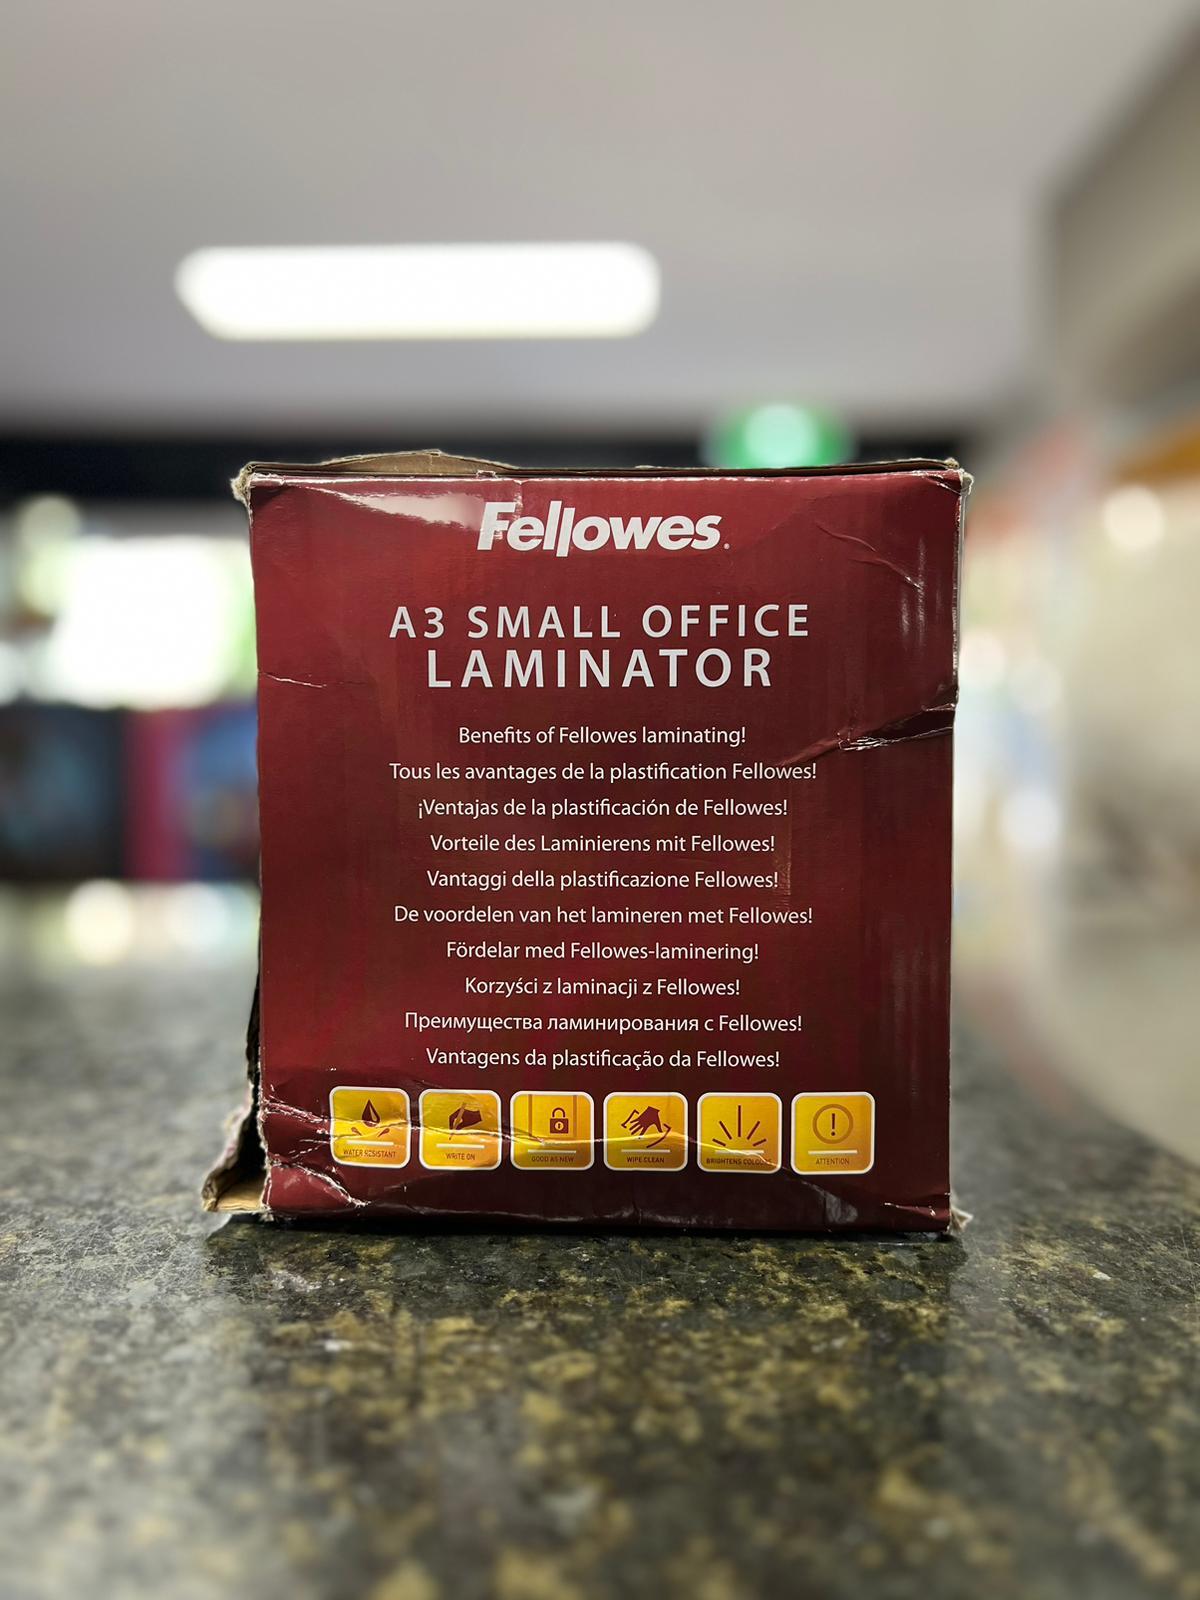 Fellowes®
A3 SMALL OFFICE
LAMINATOR
Benefits of Fellowes laminating!
Tous les avantages de la plastification Fellowes!
¡Ventajas de la plastificación de Fellowes!
Vorteile des Laminierens mit Fellowes!
Vantaggi della plastificazione Fellowes!
De voordelen van het lamineren met Fellowes!
Fördelar med Fellowes-laminering!
Korzyści z laminacji z Fellowes!
Преимущества ламинирования с Fellowes!
Vantagens da plastificação da Fellowes!
WATER RESISTANT WRITE ON GOOD AS NEW WIPE CLEAN BRIGHTENS COLOURS ATTENTION